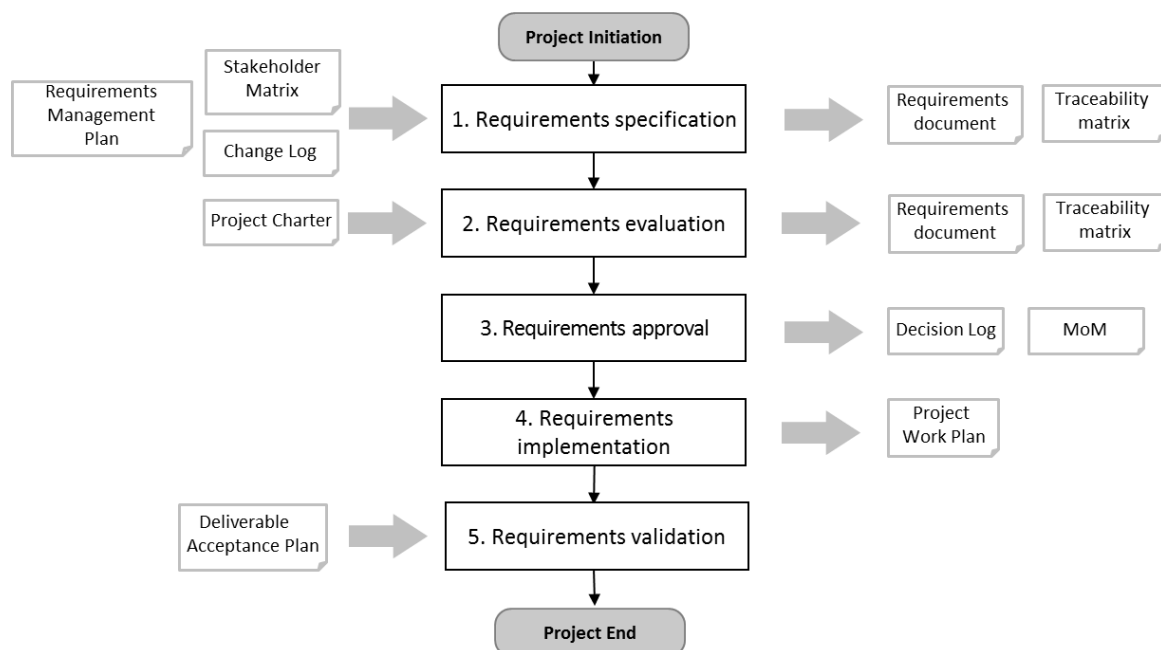 Project Initiation
Requirements
Management
Plan
Stakeholder
Matrix
Change Log
1. Requirements specification
Requirements
document
Traceability
matrix
Project Charter
2. Requirements evaluation
Requirements
document
Traceability
matrix
3. Requirements approval
Decision Log
MoM
4. Requirements
implementation
Project
Work Plan
Deliverable
Acceptance Plan
5. Requirements validation
Project End